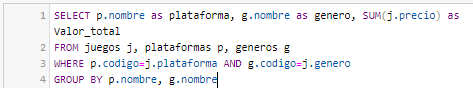 1 SELECT p.nombre as plataforma, g.nombre as genero, SUM(j.precio) as
Valor_total
2 FROM juegos j, plataformas p, generos g
3 WHERE p.codigo=j.plataforma AND g.codigo=j.genero
4 GROUP BY p.nombre, g.nombre